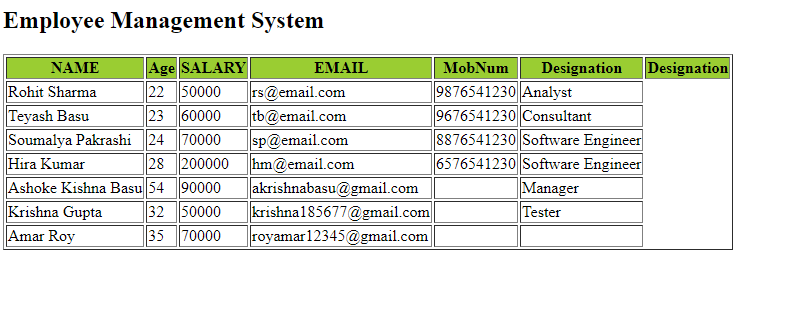 Employee Management System
NAME Age SALARY EMAIL MobNum Designation Designation
Rohit Sharma 22 50000 rs@email.com 9876541230 Analyst
Teyash Basu 23 60000 tb@email.com 9676541230 Consultant
Soumalya Pakrashi 24 70000 sp@email.com 8876541230 Software Engineer
Hira Kumar 28 200000 hm@email.com 6576541230 Software Engineer
Ashoke Kishna Basu 54 90000 akrishnabasu@gmail.com Manager
Krishna Gupta 32 50000 krishna185677@gmail.com Tester
Amar Roy 35 70000 royamar12345@gmail.com